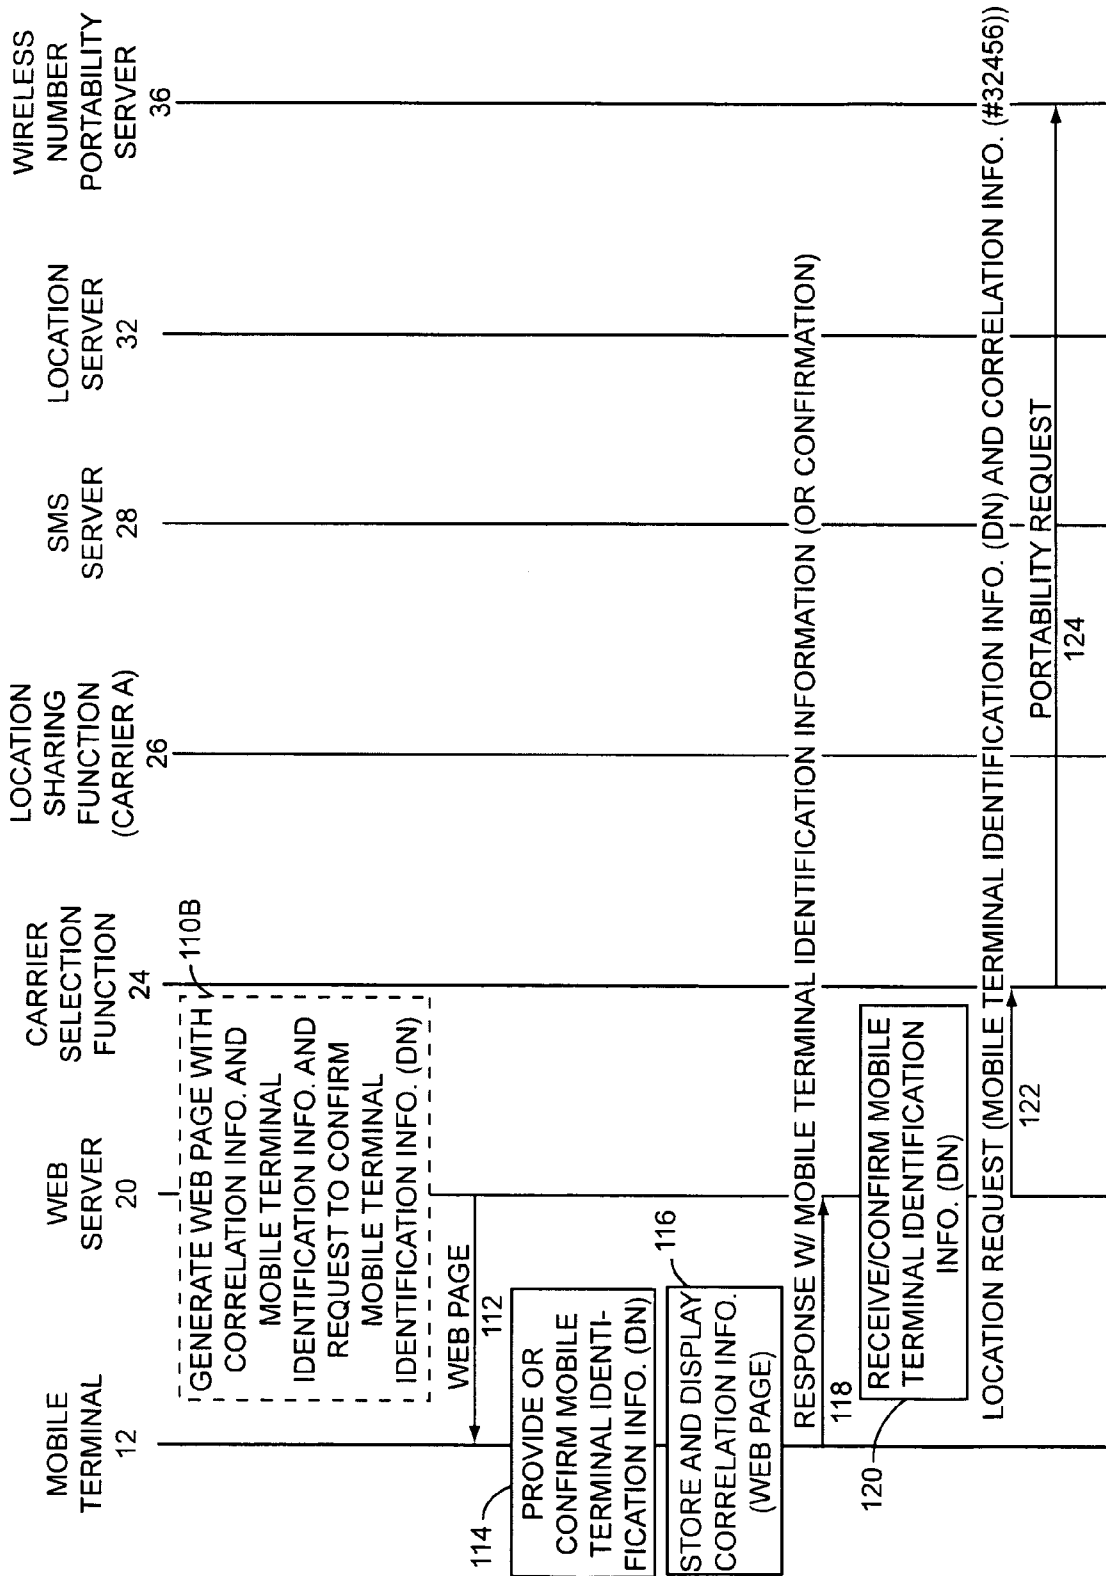 MOBILE
TERMINAL
12
WEB
SERVER
20
CARRIER
SELECTION
FUNCTION
24
LOCATION
SHARING
FUNCTION
(CARRIER A)
26
SMS
SERVER
28
LOCATION
SERVER
32
WIRELESS
NUMBER
PORTABILITY
SERVER
36
110B
GENERATE WEB PAGE WITH
CORRELATION INFO. AND
MOBILE TERMINAL
IDENTIFICATION INFO. AND
REQUEST TO CONFIRM
MOBILE TERMINAL
IDENTIFICATION INFO. (DN)
WEB PAGE
112
114
PROVIDE OR
CONFIRM MOBILE
TERMINAL IDENTI-
FICATION INFO. (DN)
116
STORE AND DISPLAY
CORRELATION INFO.
(WEB PAGE)
RESPONSE W/ MOBILE TERMINAL IDENTIFICATION INFORMATION (OR CONFIRMATION)
118
120
RECEIVE/CONFIRM MOBILE
TERMINAL IDENTIFICATION
INFO. (DN)
LOCATION REQUEST (MOBILE TERMINAL IDENTIFICATION INFO. (DN) AND CORRELATION INFO. (#32456))
122
PORTABILITY REQUEST
124